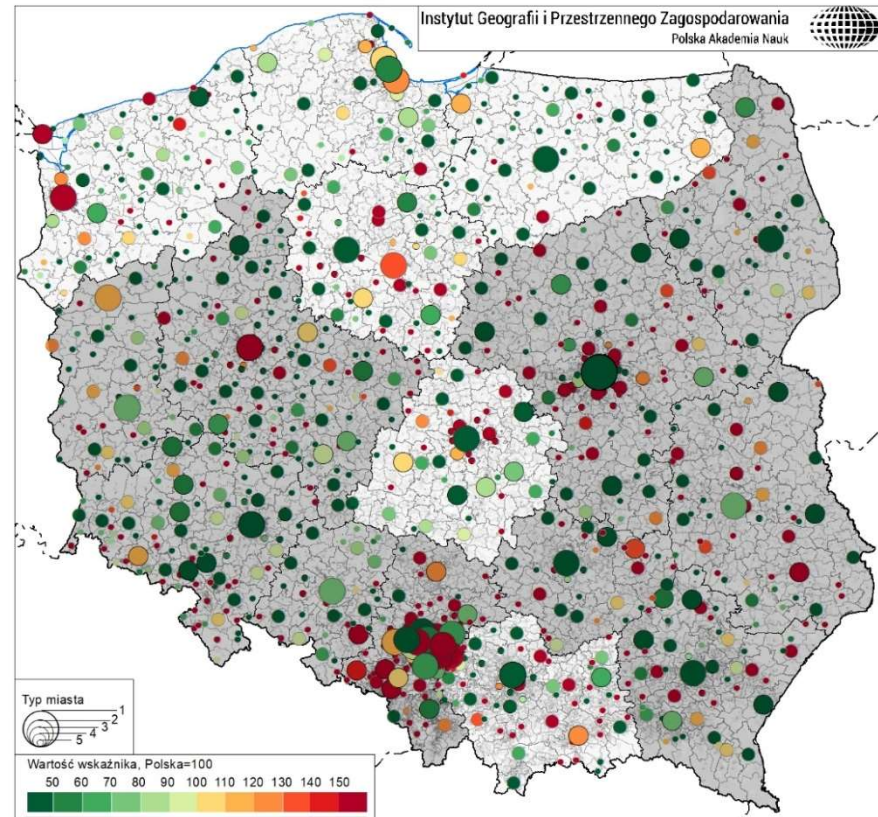 Instytut Geografii i Przestrzennego Zagospodarowania
Polska Akademia Nauk
Typ miasta
1
2
3
4
5
Wartość wskaźnika, Polska=100
50 60 70 80 90 100 110 120 130 140 150